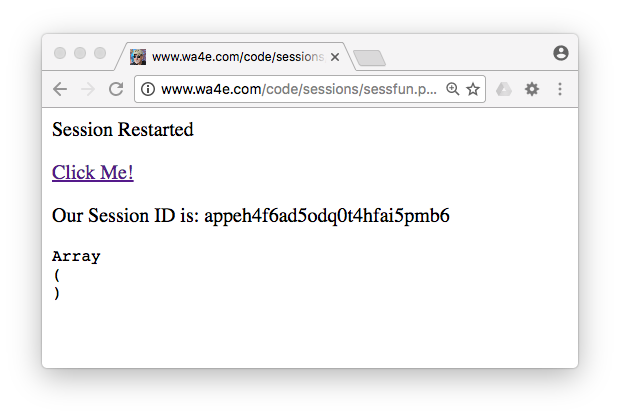 www.wa4e.com/code/sessions
www.wa4e.com/code/sessions/sessfun.p...
Session Restarted
Click Me!
Our Session ID is: appeh4f6ad5odq0t4hfai5pmb6
Array
(
)